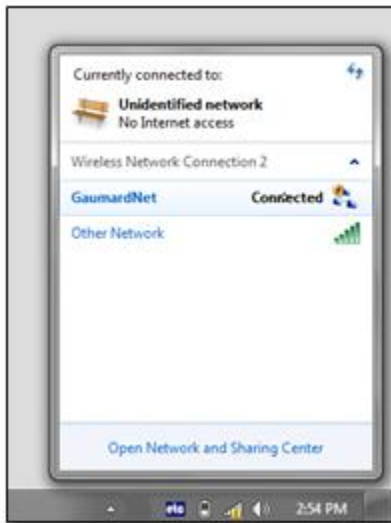 Currently connected to:
Unidentified network
No Internet access
Wireless Network Connection 2
GaumardNet Connected
Other Network
Open Network and Sharing Center
etc 2:54 PM